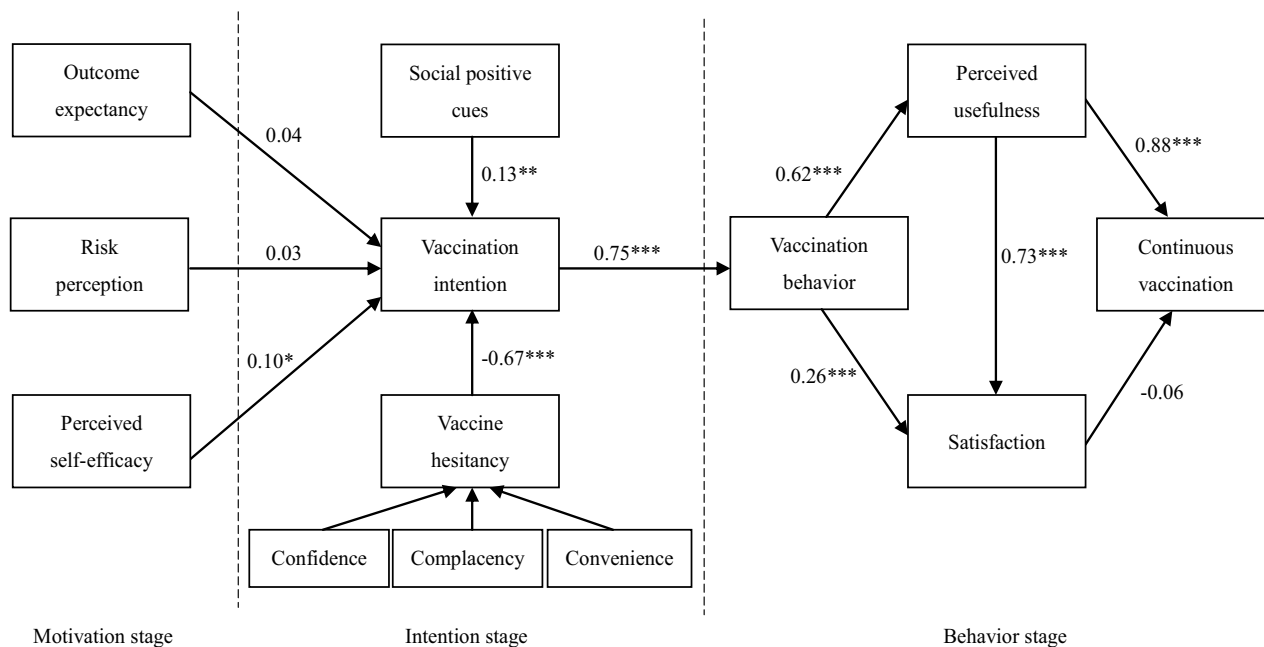 Outcome
expectancy
Risk
perception
Perceived
self-efficacy
0.04
0.03
0.10*
Social positive
cues
0.13**
Vaccination
intention
-0.67***
Vaccine
hesitancy
Confidence
Complacency
Convenience
0.75***
Vaccination
behavior
0.62***
0.26***
Perceived
usefulness
0.73***
Satisfaction
0.88***
-0.06
Continuous
vaccination
Motivation stage
Intention stage
Behavior stage